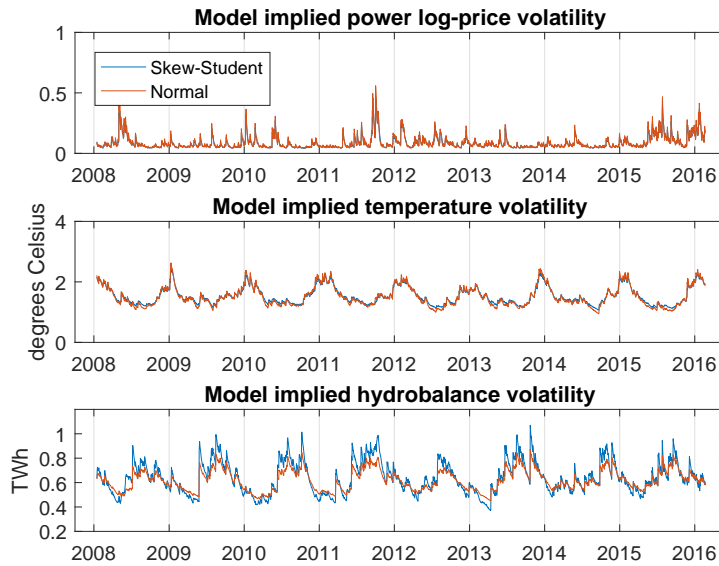 Model implied power log-price volatility
1
0.5
0
Skew-Student
Normal
2008 2009 2010 2011 2012 2013 2014 2015 2016
Model implied temperature volatility
degrees Celsius
4
2
0
2008 2009 2010 2011 2012 2013 2014 2015 2016
Model implied hydrobalance volatility
TWh
1
0.8
0.6
0.4
0.2
2008 2009 2010 2011 2012 2013 2014 2015 2016